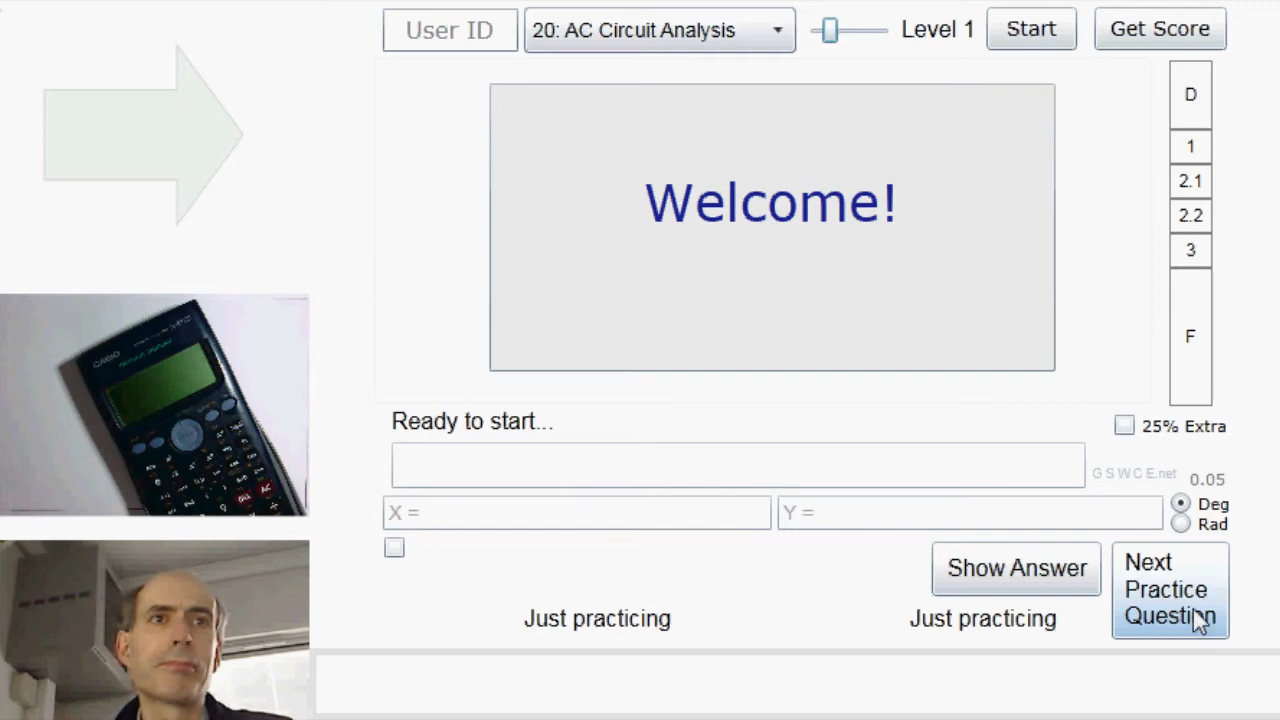 User ID
20: AC Circuit Analysis
Level 1
Start
Get Score
Welcome!
D
1
2.1
2.2
3
F
CASIO
Ready to start...
25% Extra
GSWCE.net
0.05
X =
Y =
Deg
Rad
Show Answer
Next
Practice
Question
Just practicing
Just practicing